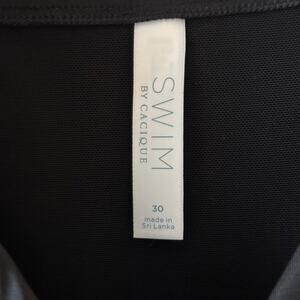 SWIM
BY CACIQUE
30
made in
Sri Lanka